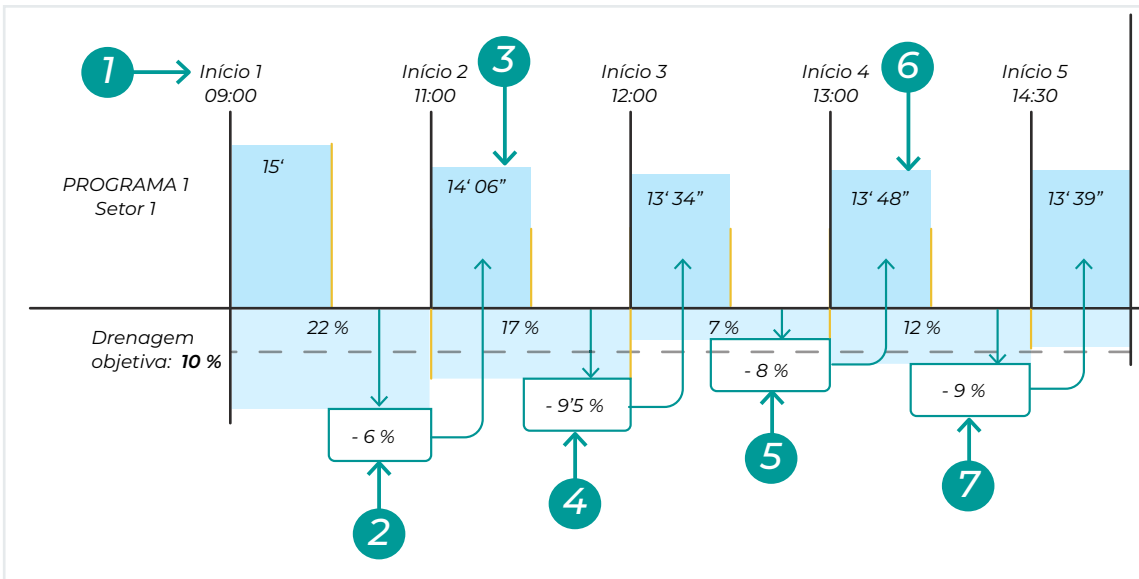 1
Início 1
09:00
Início 2
11:00
3
Início 3
12:00
Início 4
13:00
6
Início 5
14:30
PROGRAMA 1
Setor 1
15‘
14‘ 06”
13‘ 34”
13‘ 48”
13‘ 39”
Drenagem
objetiva: 10 %
22 %
17 %
7 %
12 %
- 6 %
- 9’5 %
- 8 %
- 9 %
2
4
5
7